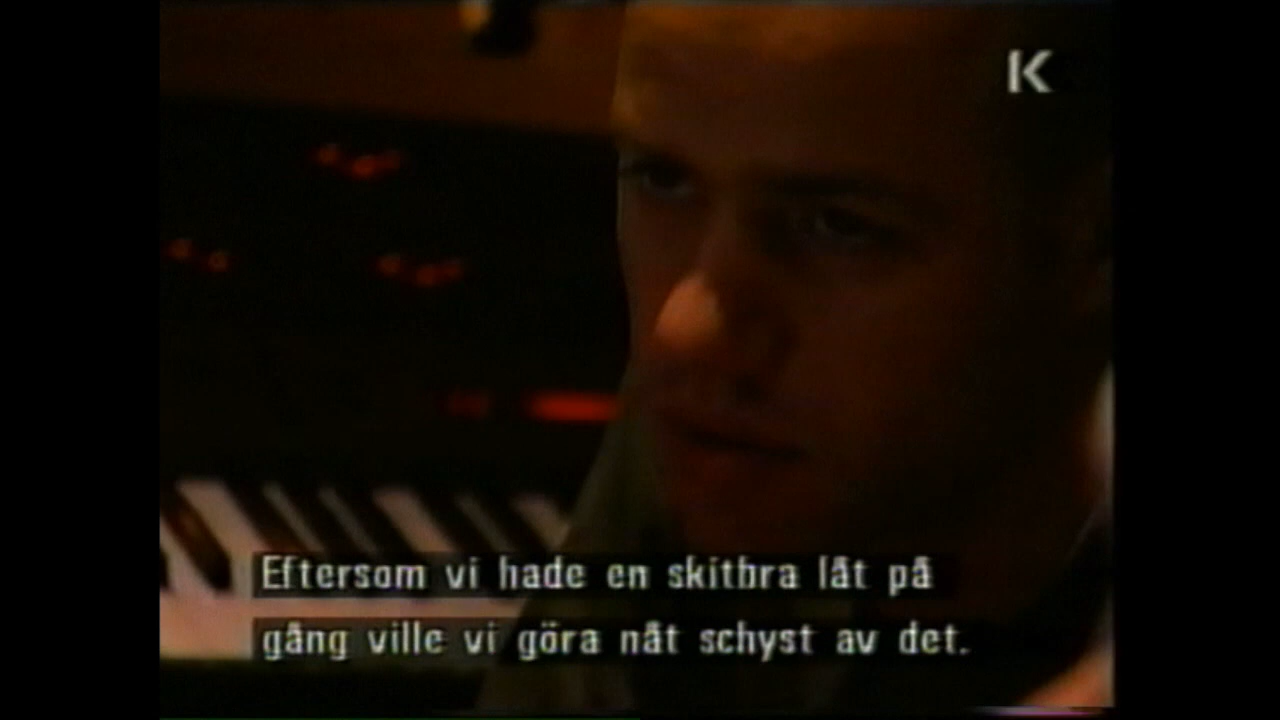 K
Eftersom vi hade en skitbra låt på
gång ville vi göra nåt schyst av det.